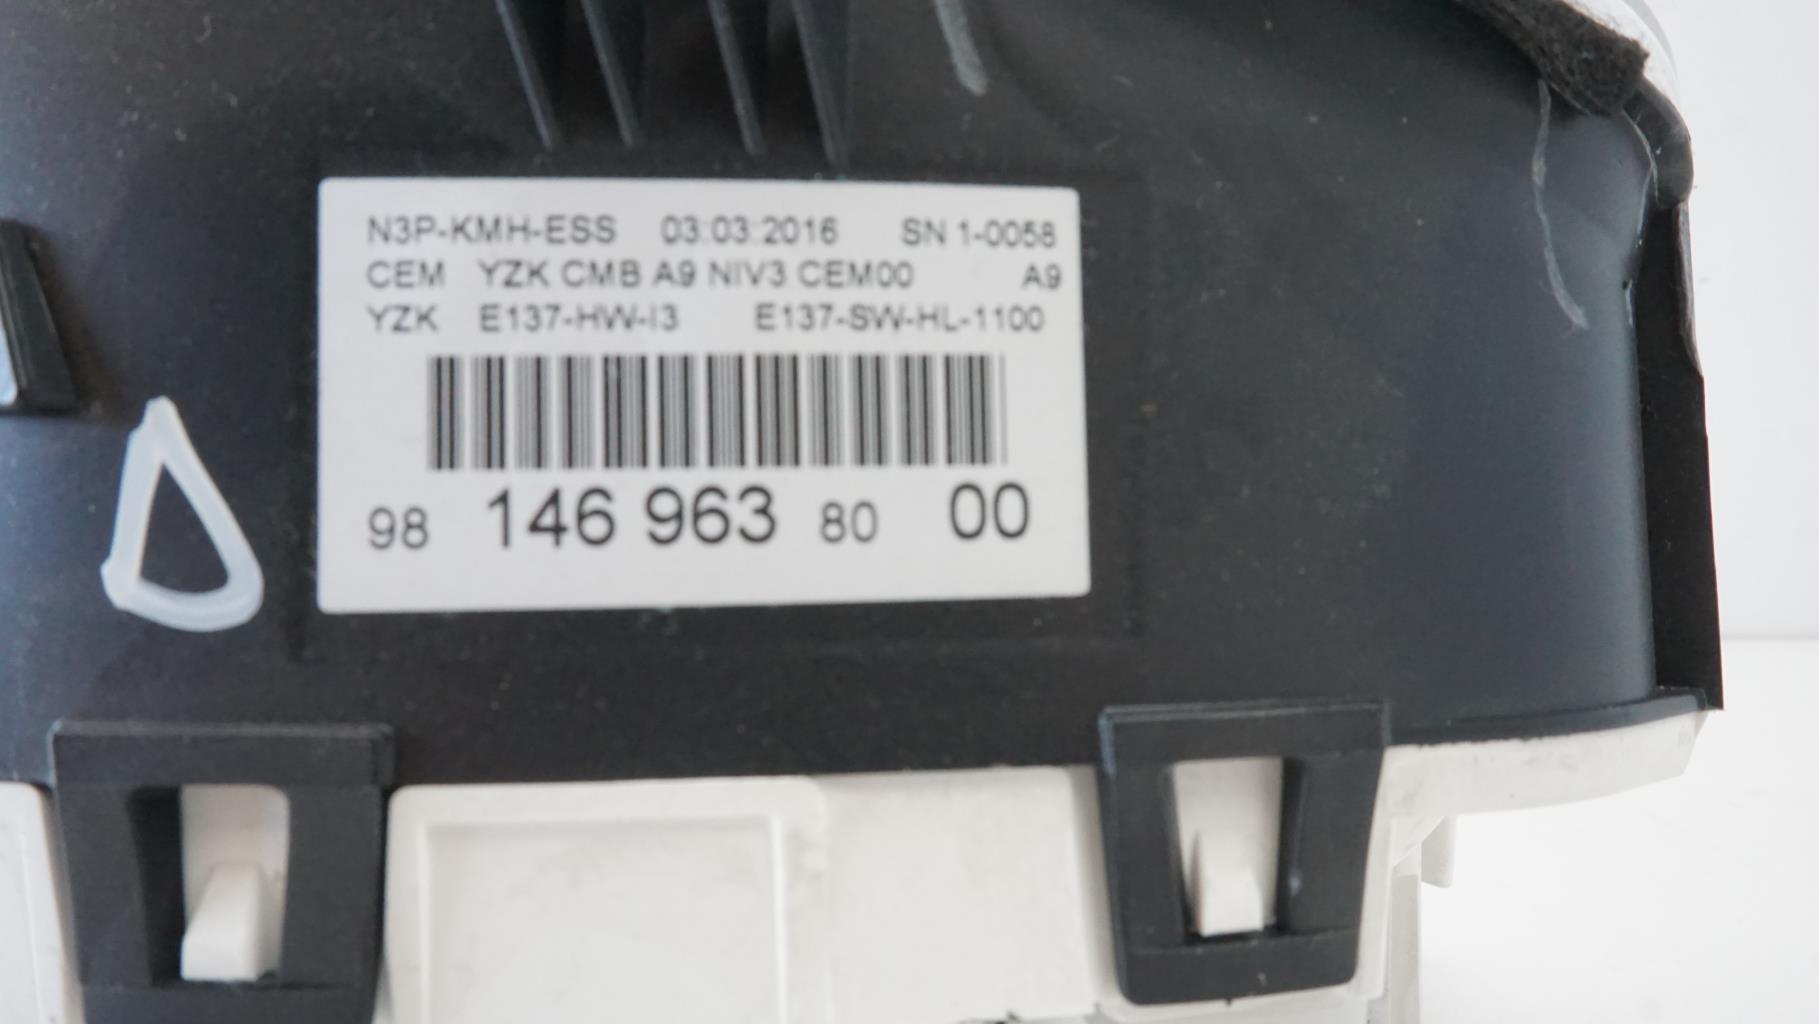 N3P-KMH-ESS 03:03:2016 SN 1-0058
CEM YZK CMB A9 NIV3 CEM00 A9
YZK E137-HW-I3 E137-SW-HL-1100
98 146 963 80 00